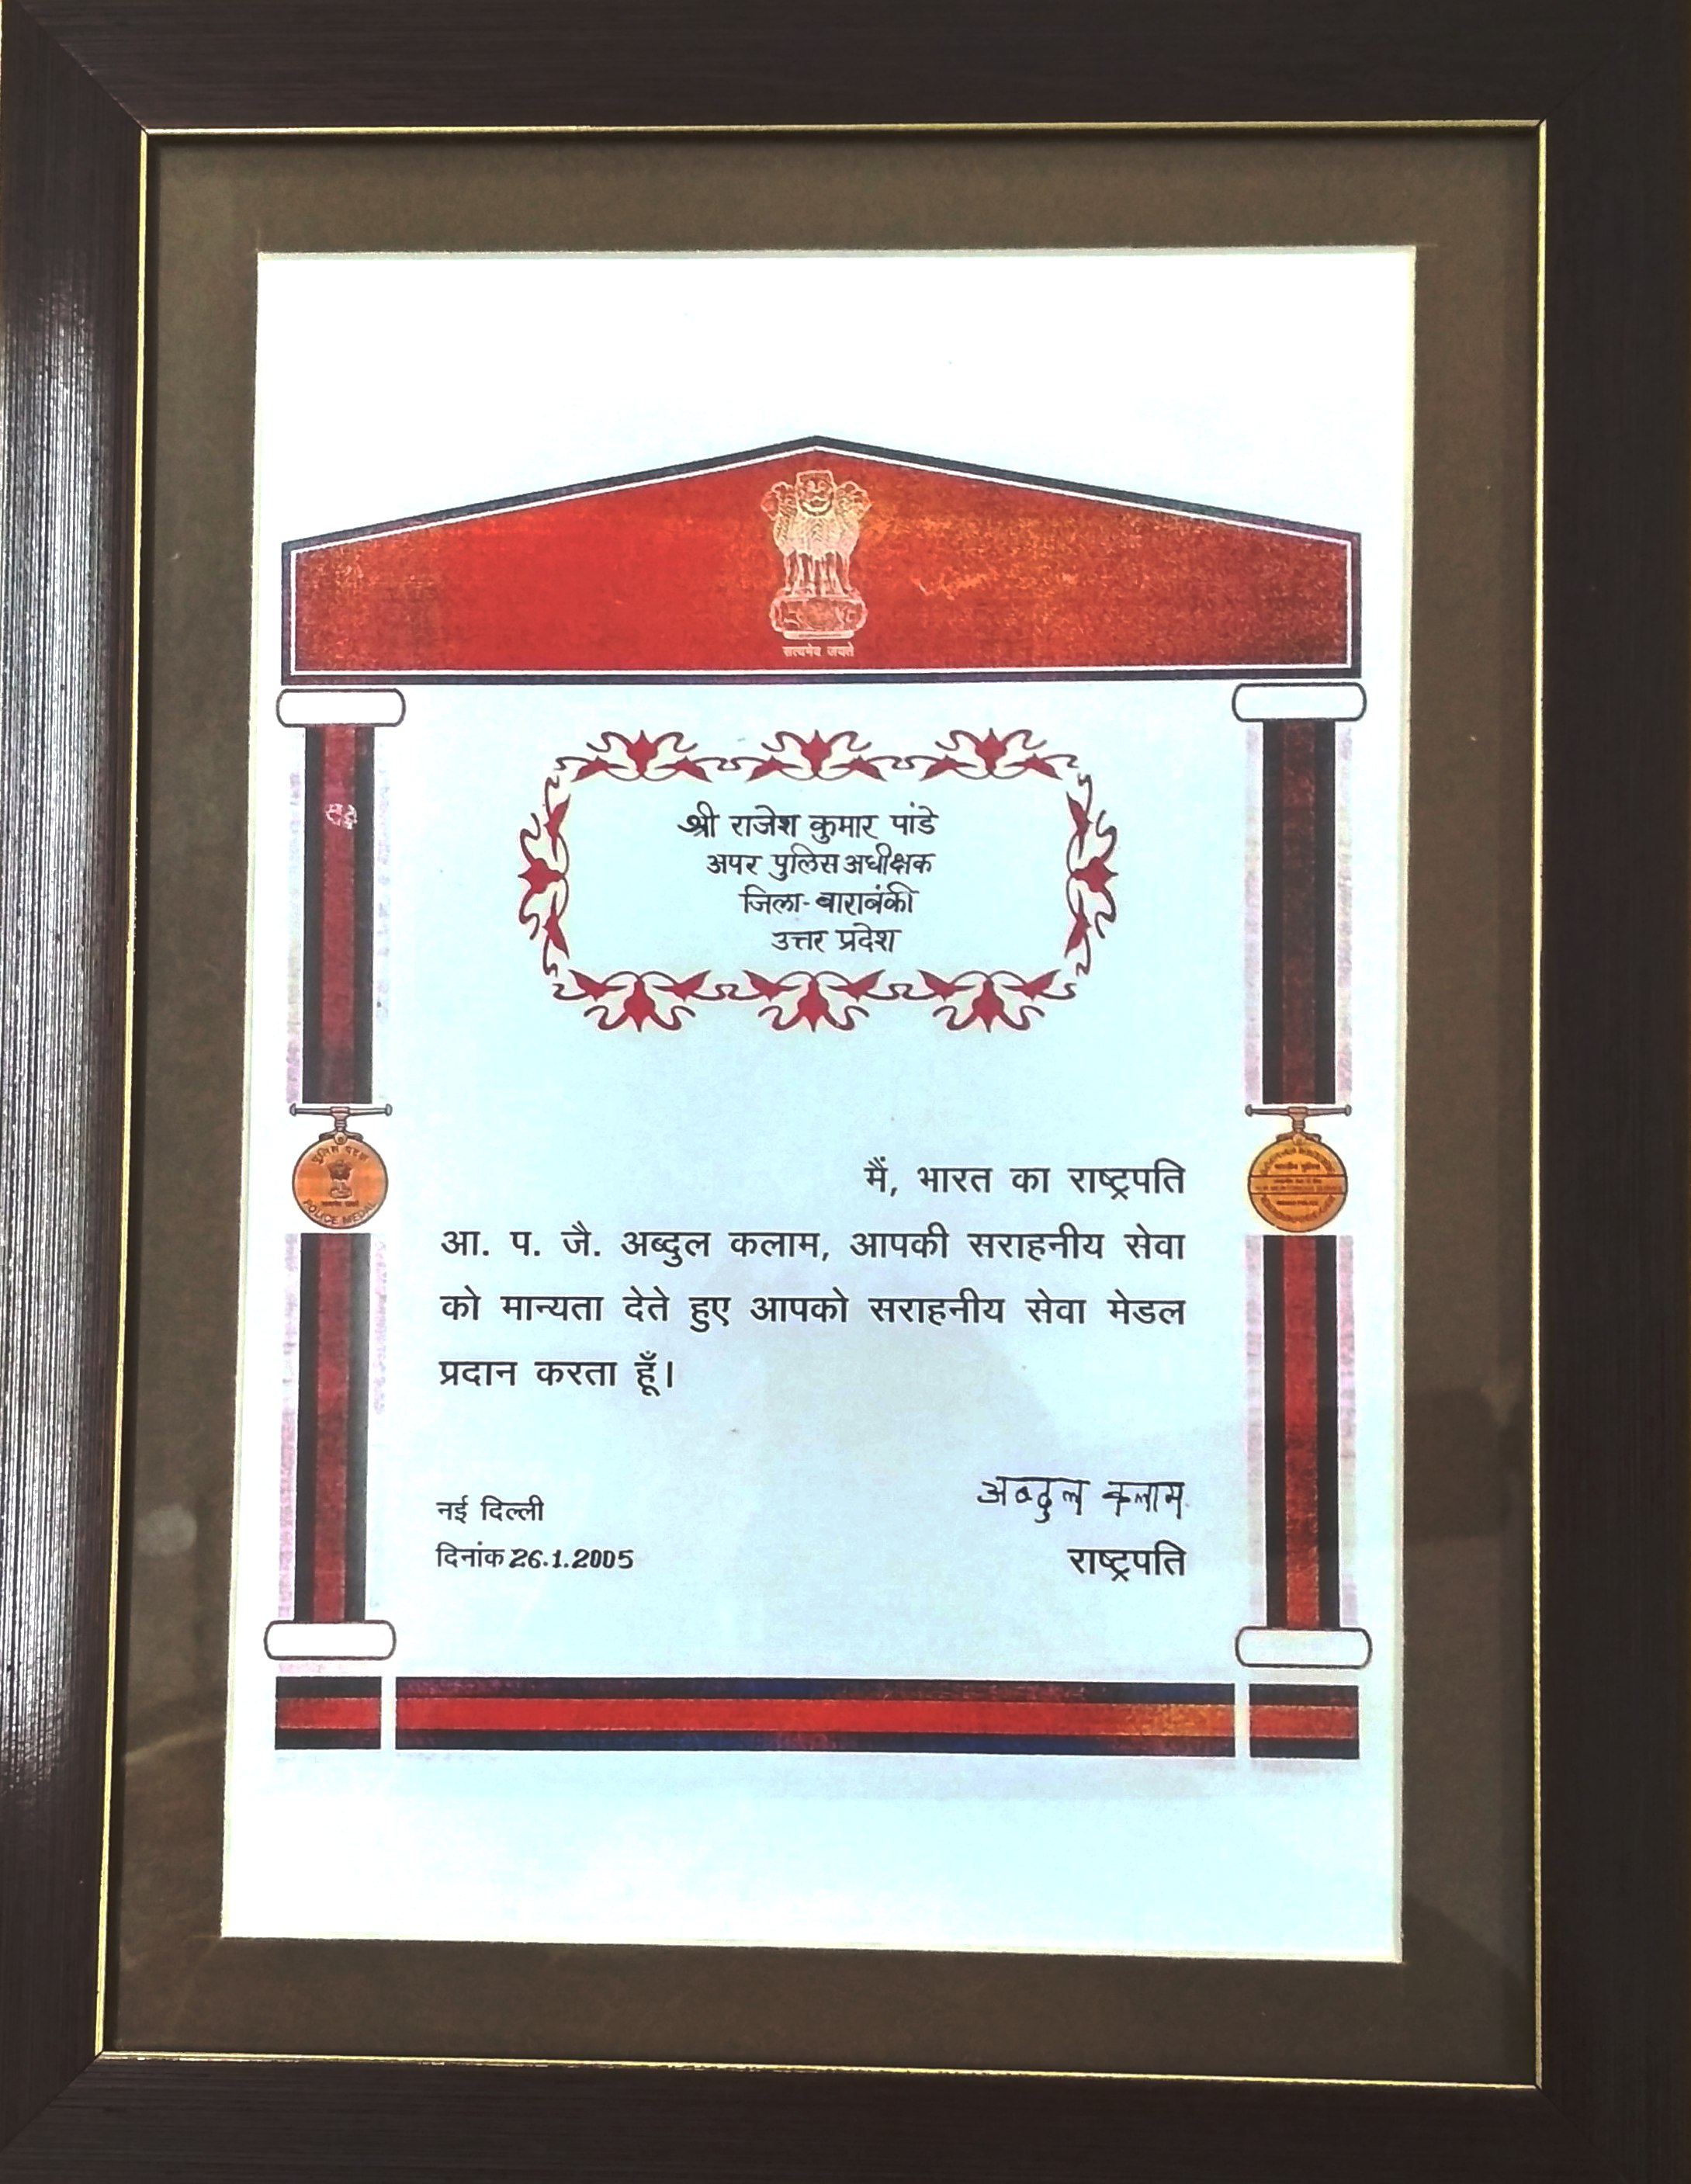 सत्यमेव जयते
श्री राजेश कुमार पांडे
अपर पुलिस अधीक्षक
जिला-बाराबंकी
उत्तर प्रदेश
पुलिस पदक
POLICE MEDAL
मैं, भारत का राष्ट्रपति
आ. प. जै. अब्दुल कलाम, आपकी सराहनीय सेवा
को मान्यता देते हुए आपको सराहनीय सेवा मेडल
प्रदान करता हूँ।
अब्दुल कलाम
नई दिल्ली
दिनांक 26.1.2005
राष्ट्रपति